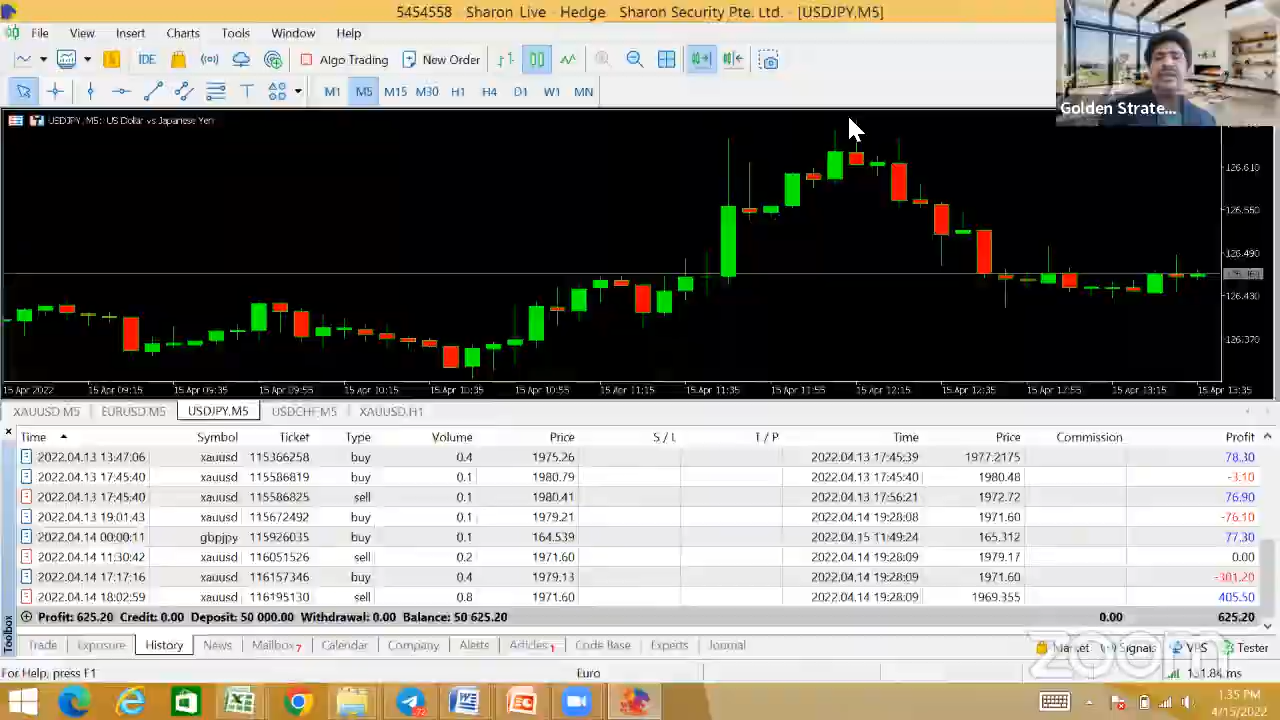 5454558 - Sharon Live - Hedge - Sharon Security Pte. Ltd. - [USDJPY,M5]
File View Insert Charts Tools Window Help
IDE Algo Trading New Order
M1 M5 M15 M30 H1 H4 D1 W1 MN
Golden Strate...
USDJPY, M5: US Dollar vs Japanese Yen
126.610
126.550
126.490
126.430
126.370
15 Apr 2022 15 Apr 09:15 15 Apr 09:35 15 Apr 09:55 15 Apr 10:15 15 Apr 10:35 15 Apr 10:55 15 Apr 11:15 15 Apr 11:35 15 Apr 11:55 15 Apr 12:15 15 Apr 12:35 15 Apr 12:55 15 Apr 13:15 15 Apr 13:35
XAUUSD,M5 EURUSD,M5 USDJPY,M5 USDCHF,M5 XAUUSD,H1
Time Symbol Ticket Type Volume Price S / L T / P Time Price Commission Profit
2022.04.13 13:47:06 xauusd 115366258 buy 0.4 1975.26 2022.04.13 17:45:39 1977.2175 78.30
2022.04.13 17:45:40 xauusd 115586819 buy 0.1 1980.79 2022.04.13 17:45:40 1980.48 -3.10
2022.04.13 17:45:40 xauusd 115586825 sell 0.1 1980.41 2022.04.13 17:56:21 1972.72 76.90
2022.04.13 19:01:43 xauusd 115672492 buy 0.1 1979.21 2022.04.14 19:28:08 1971.60 -76.10
2022.04.14 00:00:11 gbpjpy 115926035 buy 0.1 164.539 2022.04.15 11:49:24 165.312 77.30
2022.04.14 11:30:42 xauusd 116051526 sell 0.2 1971.60 2022.04.14 19:28:09 1979.17 0.00
2022.04.14 17:17:16 xauusd 116157346 buy 0.4 1979.13 2022.04.14 19:28:09 1971.60 -301.20
2022.04.14 18:02:59 xauusd 116195130 sell 0.8 1971.60 2022.04.14 19:28:09 1969.355 405.50
Profit: 625.20 Credit: 0.00 Deposit: 50 000.00 Withdrawal: 0.00 Balance: 50 625.20 0.00 625.20
Toolbox
Trade Exposure History News Mailbox 7 Calendar Company Alerts Articles 1 Code Base Experts Journal Market Signals VPS Tester
zoom
For Help, press F1 Euro
1:35 PM
4/15/2022